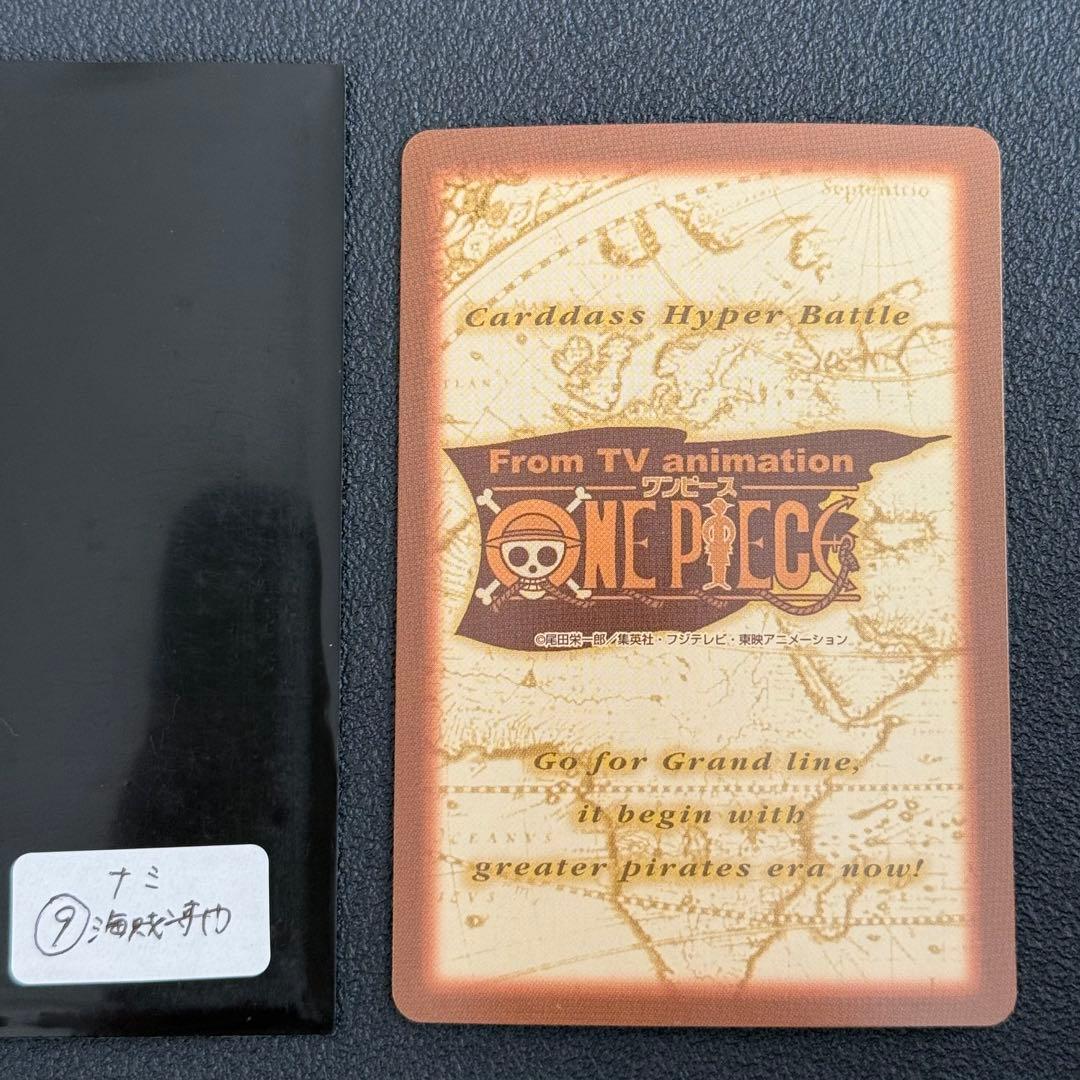 Septentrio
Carddass Hyper Battle
TLAN
From TV animation
ワンピース
ONE PIECE
©尾田栄一郎/集英社・フジテレビ・東映アニメーション
Go for Grand line,
it begin with
greater pirates era now!
ナミ
⑨海賊専